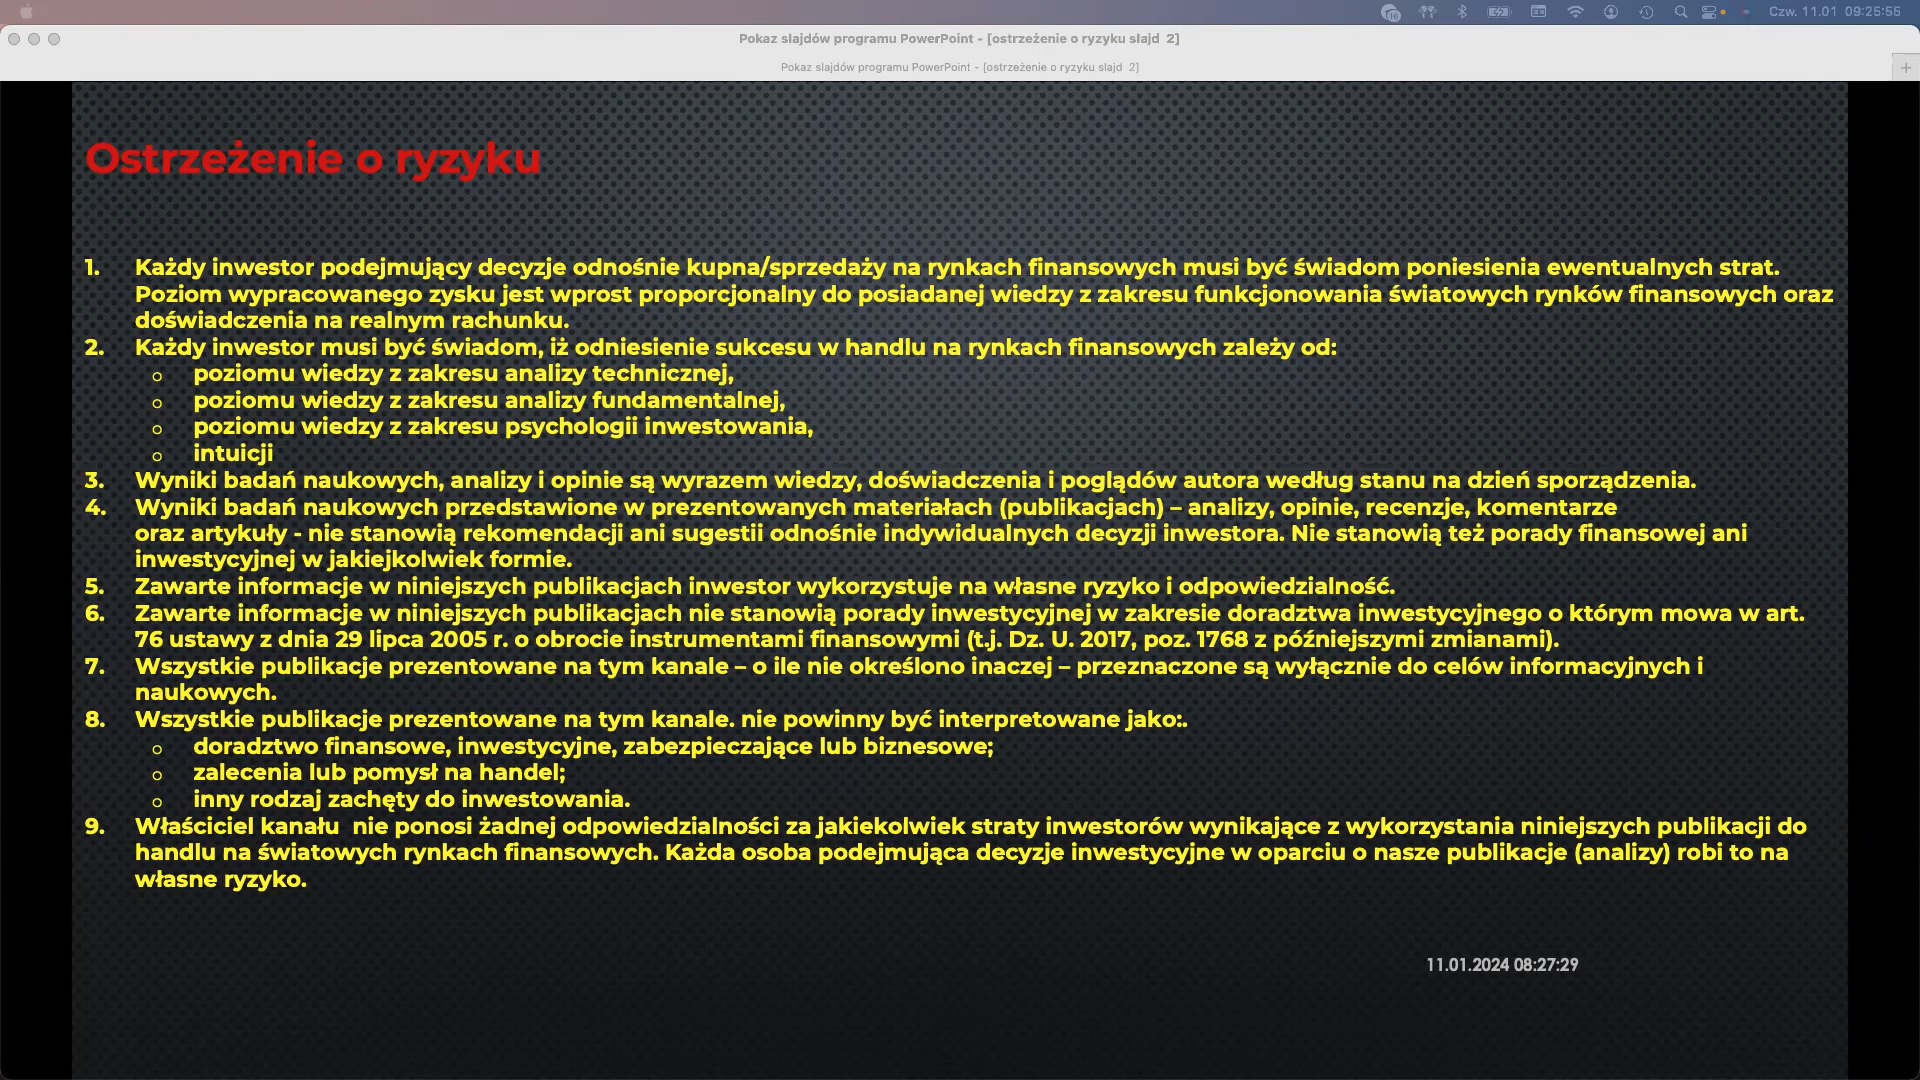 Czw. 11.01 09:25:55
Pokaz slajdów programu PowerPoint - [ostrzeżenie o ryzyku slajd 2]
Pokaz slajdów programu PowerPoint - [ostrzeżenie o ryzyku slajd 2]
Ostrzeżenie o ryzyku
1. Każdy inwestor podejmujący decyzje odnośnie kupna/sprzedaży na rynkach finansowych musi być świadom poniesienia ewentualnych strat.
Poziom wypracowanego zysku jest wprost proporcjonalny do posiadanej wiedzy z zakresu funkcjonowania światowych rynków finansowych oraz
doświadczenia na realnym rachunku.
2. Każdy inwestor musi być świadom, iż odniesienie sukcesu w handlu na rynkach finansowych zależy od:
o poziomu wiedzy z zakresu analizy technicznej,
o poziomu wiedzy z zakresu analizy fundamentalnej,
o poziomu wiedzy z zakresu psychologii inwestowania,
o intuicji
3. Wyniki badań naukowych, analizy i opinie są wyrazem wiedzy, doświadczenia i poglądów autora według stanu na dzień sporządzenia.
4. Wyniki badań naukowych przedstawione w prezentowanych materiałach (publikacjach) – analizy, opinie, recenzje, komentarze
oraz artykuły - nie stanowią rekomendacji ani sugestii odnośnie indywidualnych decyzji inwestora. Nie stanowią też porady finansowej ani
inwestycyjnej w jakiejkolwiek formie.
5. Zawarte informacje w niniejszych publikacjach inwestor wykorzystuje na własne ryzyko i odpowiedzialność.
6. Zawarte informacje w niniejszych publikacjach nie stanowią porady inwestycyjnej w zakresie doradztwa inwestycyjnego o którym mowa w art.
76 ustawy z dnia 29 lipca 2005 r. o obrocie instrumentami finansowymi (t.j. Dz. U. 2017, poz. 1768 z późniejszymi zmianami).
7. Wszystkie publikacje prezentowane na tym kanale – o ile nie określono inaczej – przeznaczone są wyłącznie do celów informacyjnych i
naukowych.
8. Wszystkie publikacje prezentowane na tym kanale. nie powinny być interpretowane jako:.
o doradztwo finansowe, inwestycyjne, zabezpieczające lub biznesowe;
o zalecenia lub pomysł na handel;
o inny rodzaj zachęty do inwestowania.
9. Właściciel kanału nie ponosi żadnej odpowiedzialności za jakiekolwiek straty inwestorów wynikające z wykorzystania niniejszych publikacji do
handlu na światowych rynkach finansowych. Każda osoba podejmująca decyzje inwestycyjne w oparciu o nasze publikacje (analizy) robi to na
własne ryzyko.
11.01.2024 08:27:29